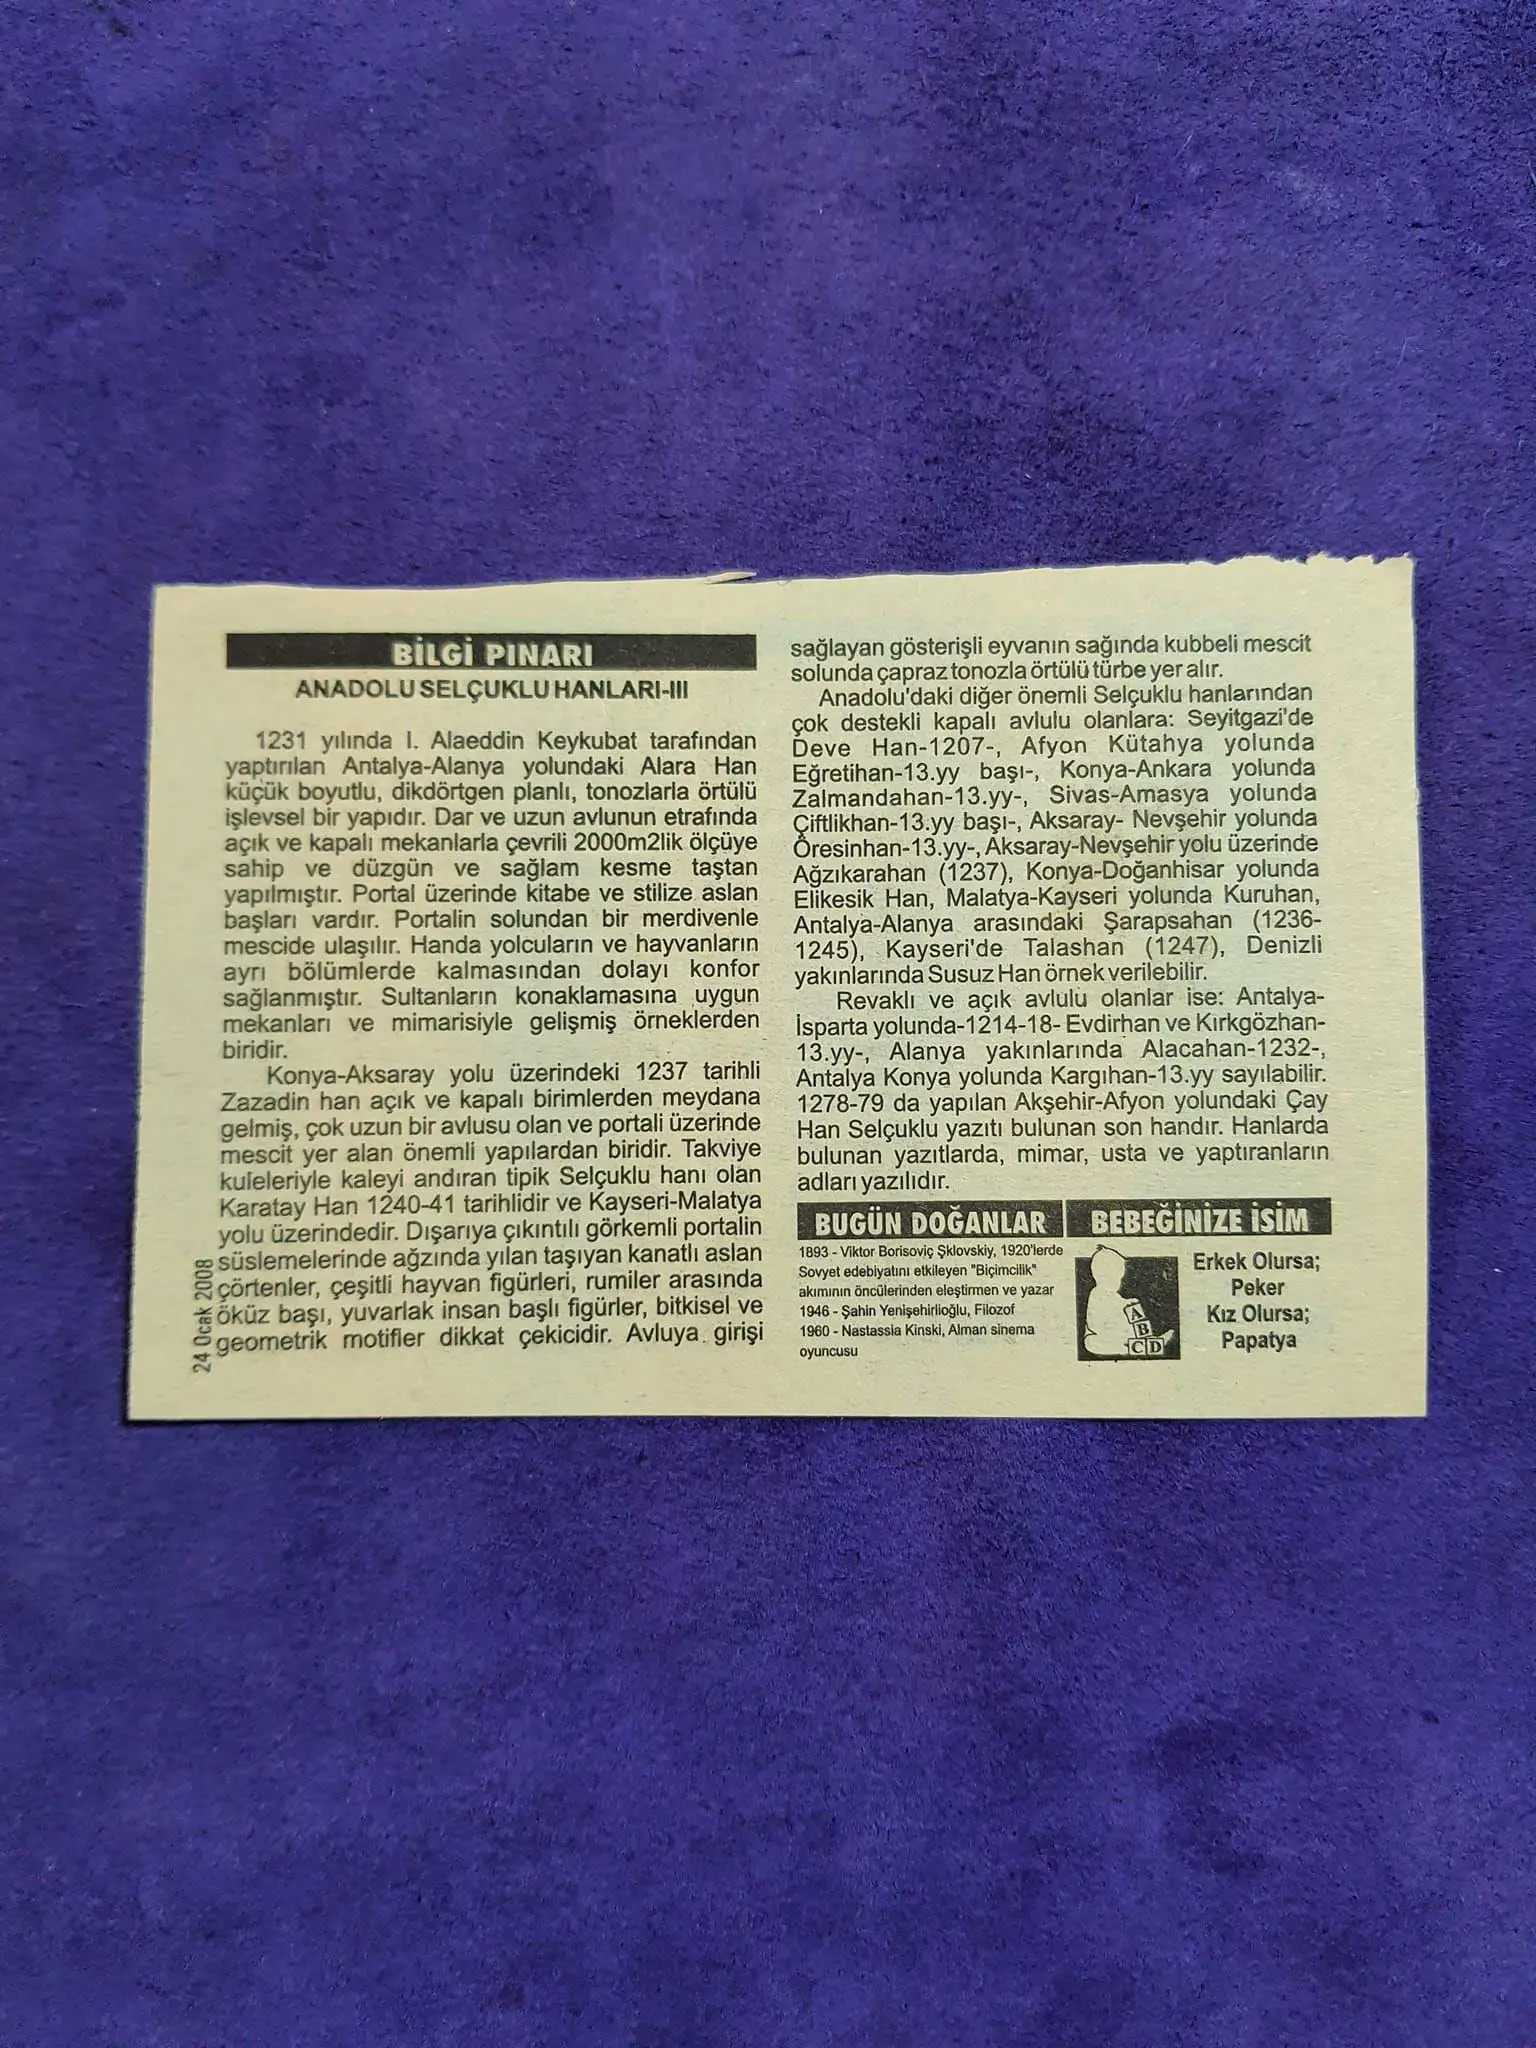 BİLGİ PINARI
ANADOLU SELÇUKLU HANLARI-III
1231 yılında I. Alaeddin Keykubat tarafından
yaptırılan Antalya-Alanya yolundaki Alara Han
küçük boyutlu, dikdörtgen planlı, tonozlarla örtülü
işlevsel bir yapıdır. Dar ve uzun avlunun etrafında
açık ve kapalı mekanlarla çevrili 2000m2lik ölçüye
sahip ve düzgün ve sağlam kesme taştan
yapılmıştır. Portal üzerinde kitabe ve stilize aslan
başları vardır. Portalin solundan bir merdivenle
mescide ulaşılır. Handa yolcuların ve hayvanların
ayrı bölümlerde kalmasından dolayı konfor
sağlanmıştır. Sultanların konaklamasına uygun
mekanları ve mimarisiyle gelişmiş örneklerden
biridir.
Konya-Aksaray yolu üzerindeki 1237 tarihli
Zazadin han açık ve kapalı birimlerden meydana
gelmiş, çok uzun bir avlusu olan ve portali üzerinde
mescit yer alan önemli yapılardan biridir. Takviye
kuleleriyle kaleyi andıran tipik Selçuklu hanı olan
Karatay Han 1240-41 tarihlidir ve Kayseri-Malatya
yolu üzerindedir. Dışarıya çıkıntılı görkemli portalin
süslemelerinde ağzında yılan taşıyan kanatlı aslan
çörtenler, çeşitli hayvan figürleri, rumiler arasında
öküz başı, yuvarlak insan başlı figürler, bitkisel ve
geometrik motifler dikkat çekicidir. Avluya girişi
24 Ocak 2008
sağlayan gösterişli eyvanın sağında kubbeli mescit
solunda çapraz tonozla örtülü türbe yer alır.
Anadolu'daki diğer önemli Selçuklu hanlarından
çok destekli kapalı avlulu olanlara: Seyitgazi'de
Deve Han-1207-, Afyon Kütahya yolunda
Eğretihan-13.yy başı-, Konya-Ankara yolunda
Zalmandahan-13.yy-, Sivas-Amasya yolunda
Çiftlikhan-13.yy başı-, Aksaray- Nevşehir yolunda
Öresinhan-13.yy-, Aksaray-Nevşehir yolu üzerinde
Ağzıkarahan (1237), Konya-Doğanhisar yolunda
Elikesik Han, Malatya-Kayseri yolunda Kuruhan,
Antalya-Alanya arasındaki Şarapsahan (1236-
1245), Kayseri'de Talashan (1247), Denizli
yakınlarında Susuz Han örnek verilebilir.
Revaklı ve açık avlulu olanlar ise: Antalya-
İsparta yolunda-1214-18- Evdirhan ve Kırkgözhan-
13.yy-, Alanya yakınlarında Alacahan-1232-,
Antalya Konya yolunda Kargıhan-13.yy sayılabilir.
1278-79 da yapılan Akşehir-Afyon yolundaki Çay
Han Selçuklu yazıtı bulunan son handır. Hanlarda
bulunan yazıtlarda, mimar, usta ve yaptıranların
adları yazılıdır.
BUGÜN DOĞANLAR
1893 - Viktor Borisoviç Şklovskiy, 1920'lerde
Sovyet edebiyatını etkileyen "Biçimcilik"
akımının öncülerinden eleştirmen ve yazar
1946 - Şahin Yenişehirlioğlu, Filozof
1960 - Nastassia Kinski, Alman sinema
oyuncusu
BEBEĞİNİZE İSİM
A
B
C D
Erkek Olursa;
Peker
Kız Olursa;
Papatya